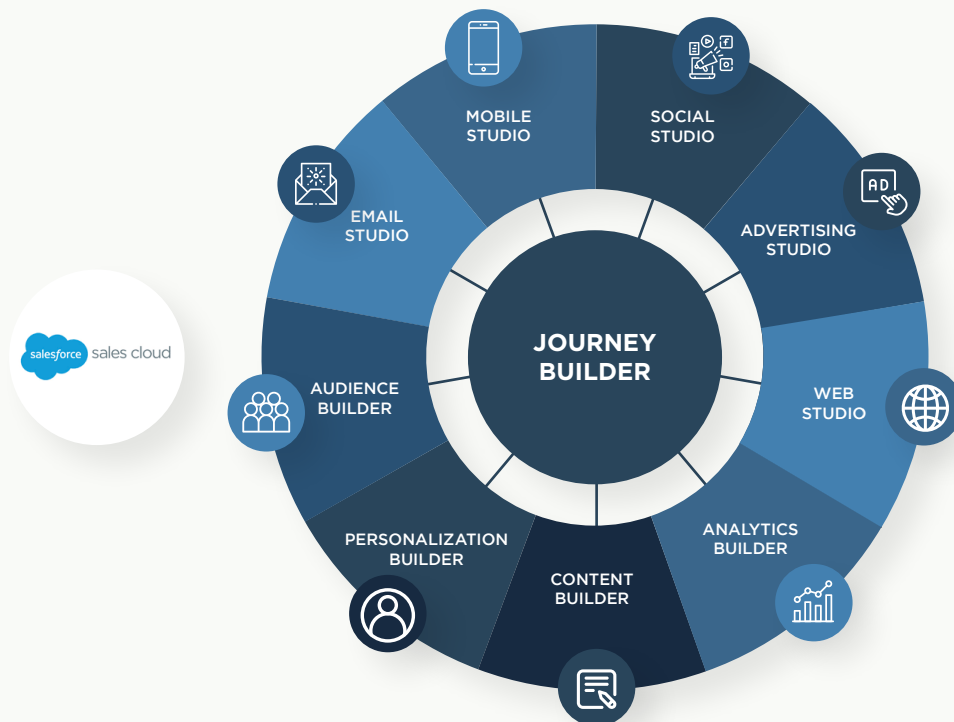 MOBILE
STUDIO
SOCIAL
STUDIO
AD
ADVERTISING
STUDIO
EMAIL
STUDIO
salesforce sales cloud
JOURNEY
BUILDER
AUDIENCE
BUILDER
WEB
STUDIO
PERSONALIZATION
BUILDER
CONTENT
BUILDER
ANALYTICS
BUILDER